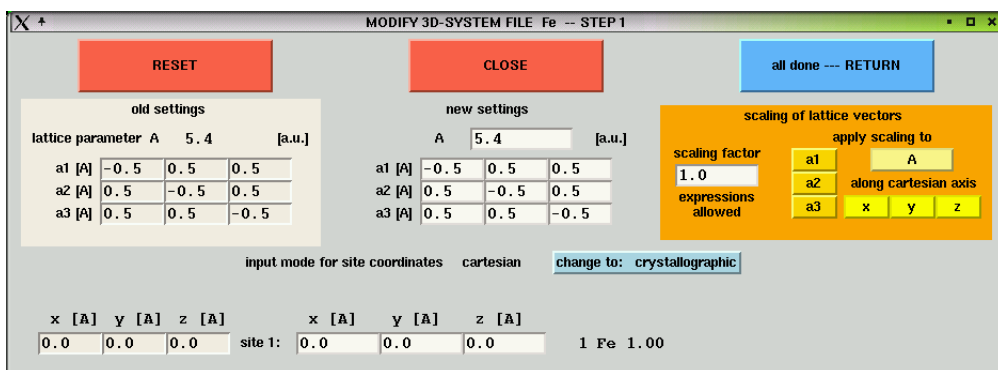 MODIFY 3D-SYSTEM FILE Fe -- STEP 1
RESET
CLOSE
all done --- RETURN
old settings
lattice parameter A 5.4 [a.u.]
a1 [A] -0.5 0.5 0.5
a2 [A] 0.5 -0.5 0.5
a3 [A] 0.5 0.5 -0.5
new settings
A 5.4 [a.u.]
a1 [A] -0.5 0.5 0.5
a2 [A] 0.5 -0.5 0.5
a3 [A] 0.5 0.5 -0.5
scaling of lattice vectors
scaling factor
1.0
expressions
allowed
apply scaling to
a1
a2
a3
A
along cartesian axis
x y z
input mode for site coordinates cartesian change to: crystallographic
x [A] y [A] z [A] x [A] y [A] z [A]
0.0 0.0 0.0 site 1: 0.0 0.0 0.0 1 Fe 1.00